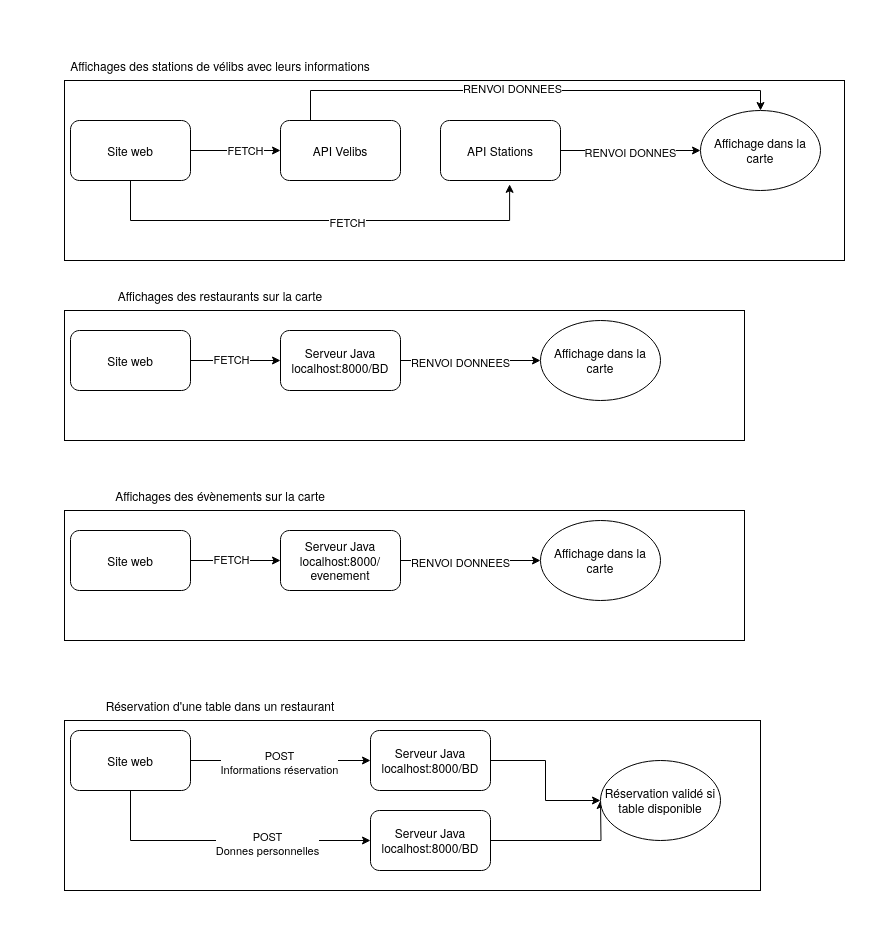 Affichages des stations de vélibs avec leurs informations
RENVOI DONNEES
Site web
FETCH
API Velibs
API Stations
RENVOI DONNES
Affichage dans la
carte
FETCH
Affichages des restaurants sur la carte
Site web
FETCH
Serveur Java
localhost:8000/BD
RENVOI DONNEES
Affichage dans la
carte
Affichages des évènements sur la carte
Site web
FETCH
Serveur Java
localhost:8000/
evenement
RENVOI DONNEES
Affichage dans la
carte
Réservation d'une table dans un restaurant
Site web
POST
Informations réservation
Serveur Java
localhost:8000/BD
Réservation validé si
table disponible
POST
Donnes personnelles
Serveur Java
localhost:8000/BD